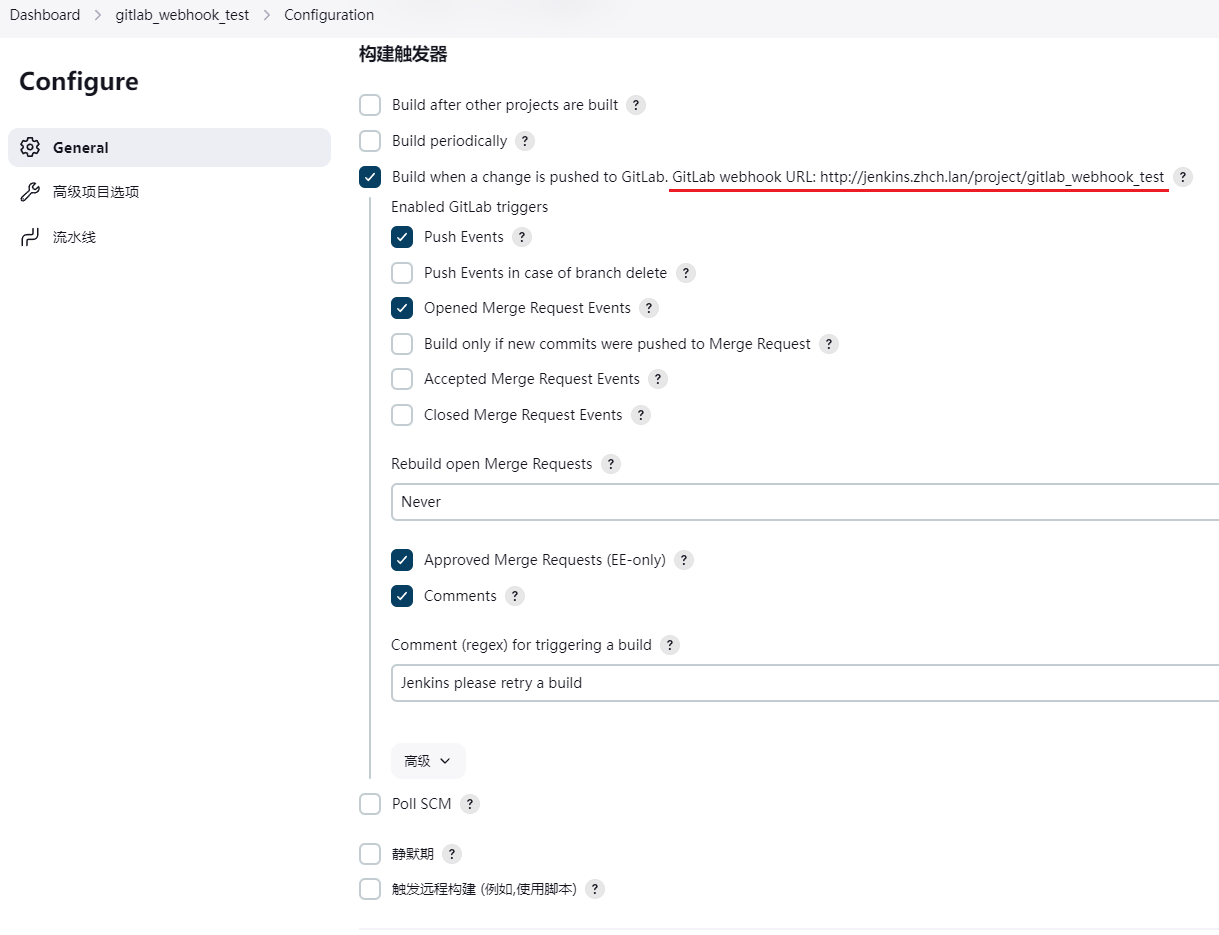 Dashboard > gitlab_webhook_test > Configuration
Configure
General
高级项目选项
流水线
构建触发器
Build after other projects are built ?
Build periodically ?
Build when a change is pushed to GitLab. GitLab webhook URL: http://jenkins.zhch.lan/project/gitlab_webhook_test ?
Enabled GitLab triggers
Push Events ?
Push Events in case of branch delete ?
Opened Merge Request Events ?
Build only if new commits were pushed to Merge Request ?
Accepted Merge Request Events ?
Closed Merge Request Events ?
Rebuild open Merge Requests ?
Never
Approved Merge Requests (EE-only) ?
Comments ?
Comment (regex) for triggering a build ?
Jenkins please retry a build
高级
Poll SCM ?
静默期 ?
触发远程构建 (例如,使用脚本) ?